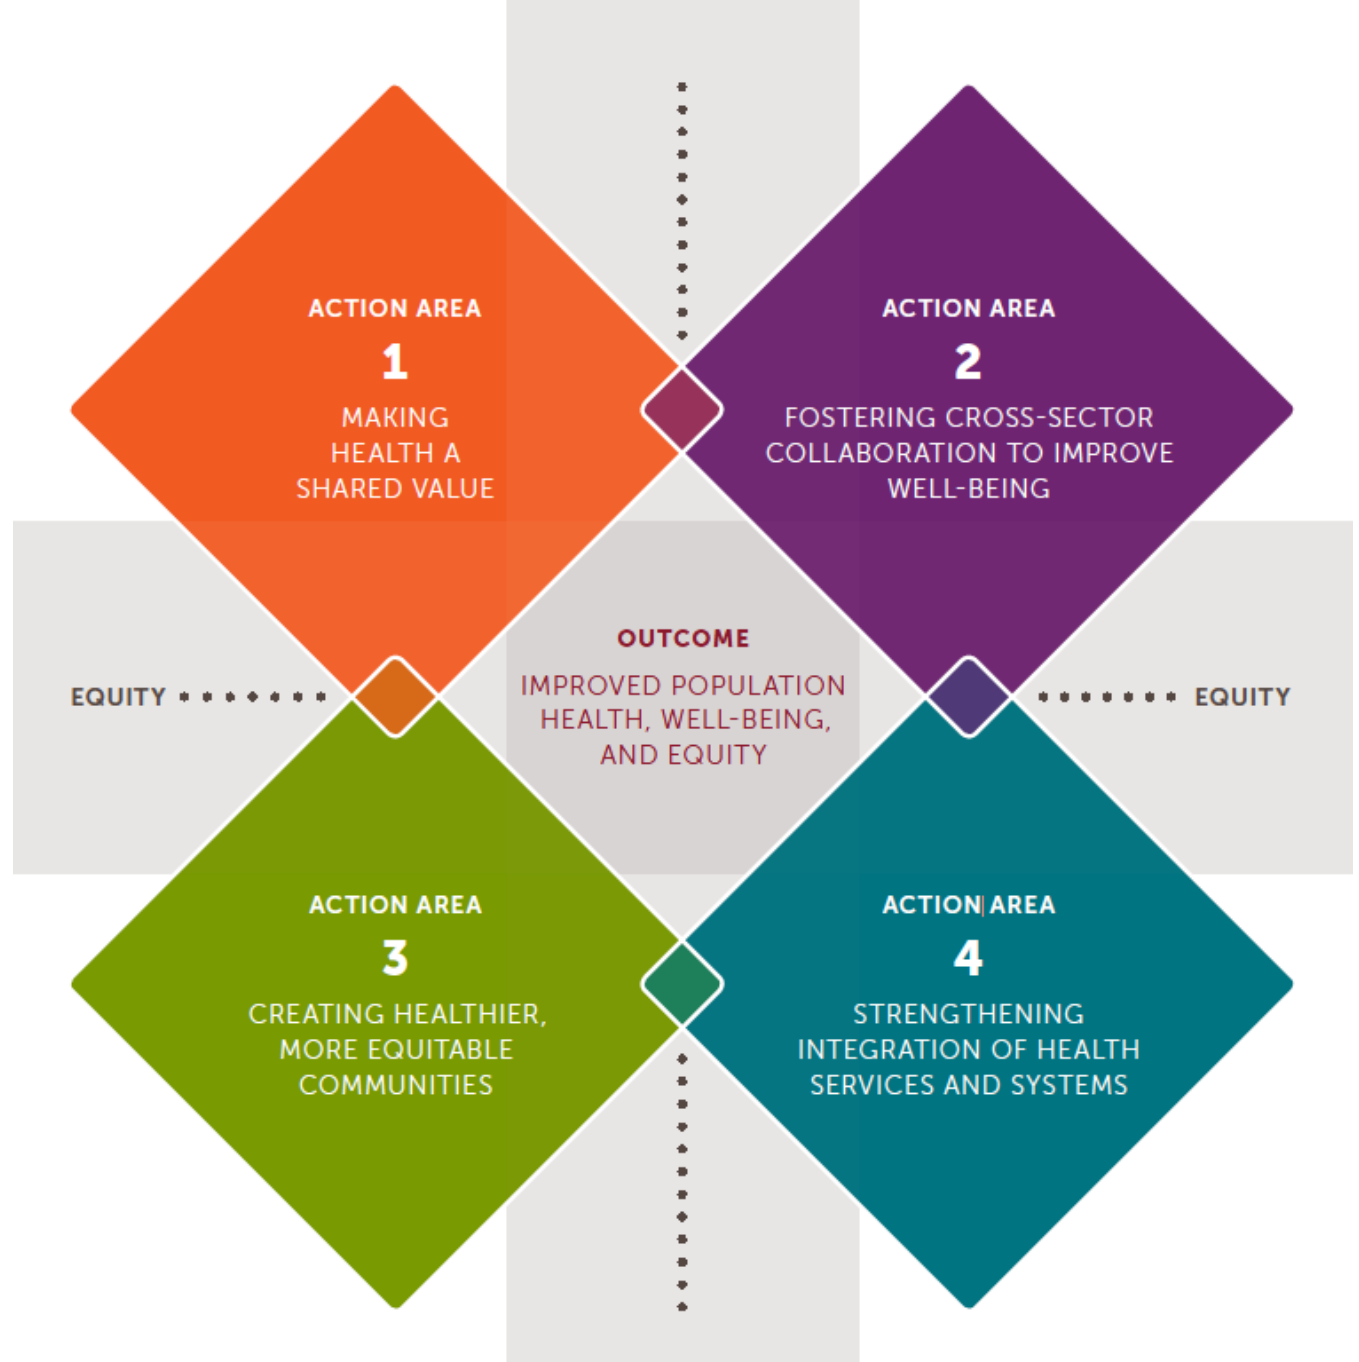 ACTION AREA
1
MAKING
HEALTH A
SHARED VALUE
ACTION AREA
2
FOSTERING CROSS-SECTOR
COLLABORATION TO IMPROVE
WELL-BEING
EQUITY
OUTCOME
IMPROVED POPULATION
HEALTH, WELL-BEING,
AND EQUITY
EQUITY
ACTION AREA
3
CREATING HEALTHIER,
MORE EQUITABLE
COMMUNITIES
ACTION AREA
4
STRENGTHENING
INTEGRATION OF HEALTH
SERVICES AND SYSTEMS